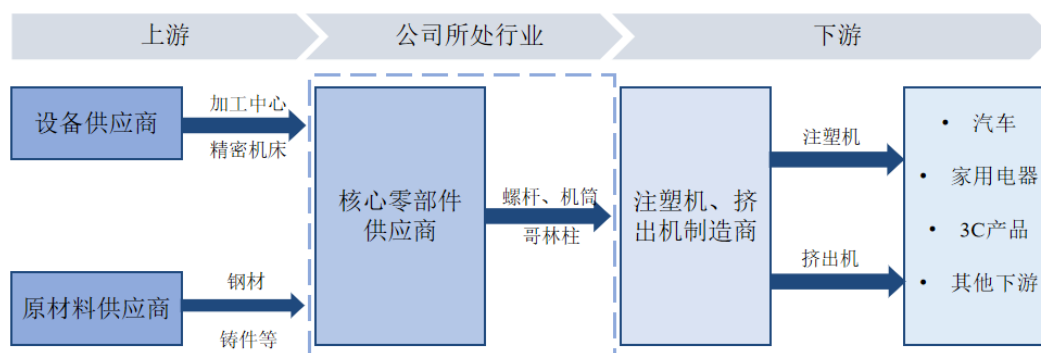 上游
公司所处行业
下游
设备供应商
加工中心
精密机床
原材料供应商
钢材
铸件等
核心零部件
供应商
螺杆、机筒
哥林柱
注塑机、挤
出机制造商
注塑机
挤出机
• 汽车
• 家用电器
• 3C产品
• 其他下游